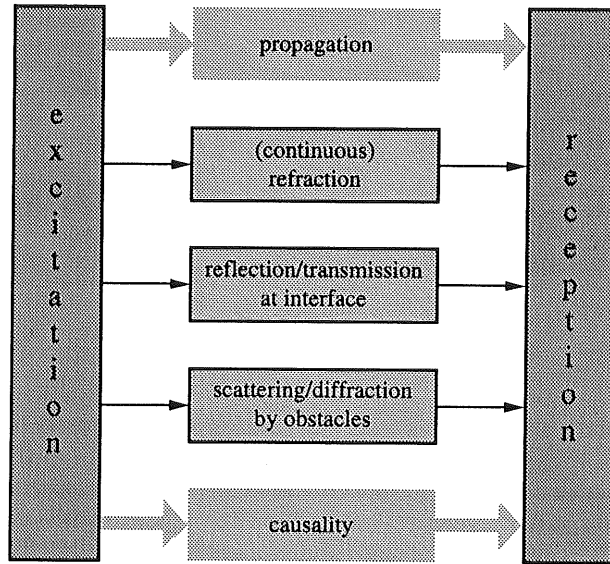 excitation
propagation
(continuous)
refraction
reflection/transmission
at interface
scattering/diffraction
by obstacles
causality
reception